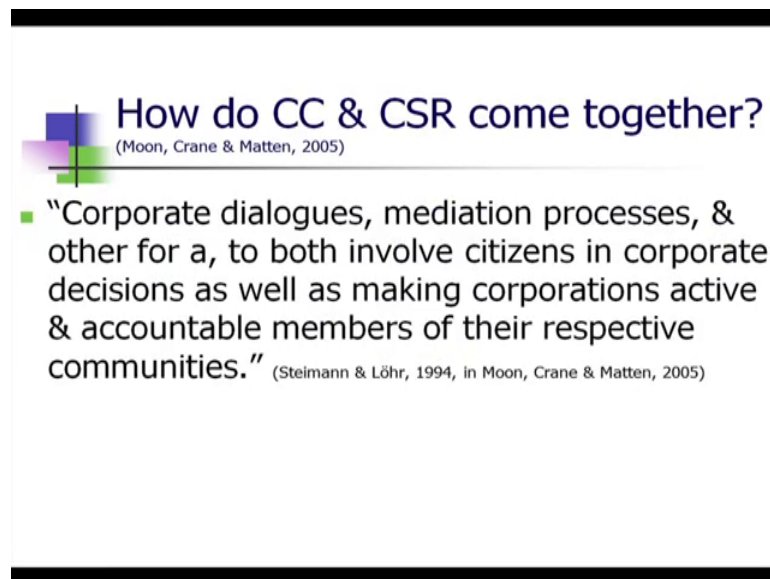 How do CC & CSR come together?
(Moon, Crane & Matten, 2005)
“Corporate dialogues, mediation processes, &
other for a, to both involve citizens in corporate
decisions as well as making corporations active
& accountable members of their respective
communities.” (Steimann & Löhr, 1994, in Moon, Crane & Matten, 2005)